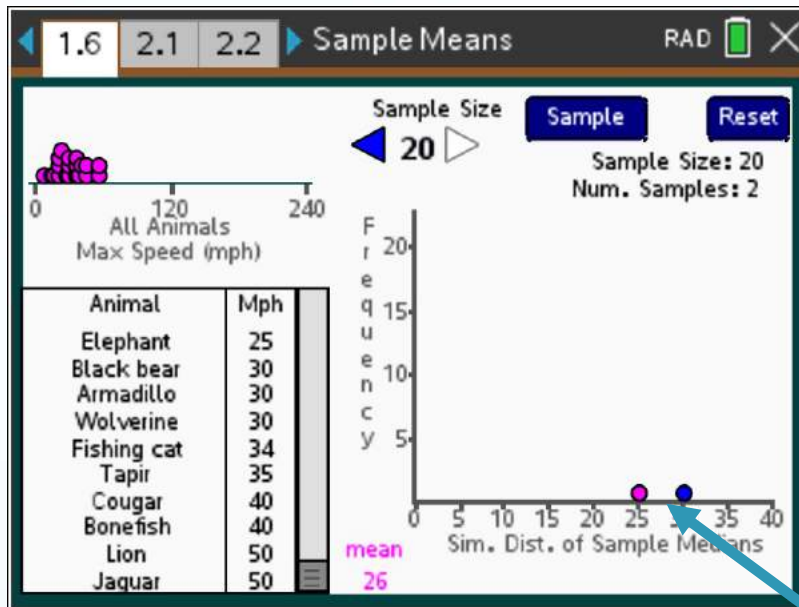 1.6 2.1 2.2 Sample Means RAD
Sample Size
20
Sample
Reset
Sample Size: 20
Num. Samples: 2
0 120 240
All Animals
Max Speed (mph)
Animal Mph
Elephant 25
Black bear 30
Armadillo 30
Wolverine 30
Fishing cat 34
Tapir 35
Cougar 40
Bonefish 40
Lion 50
Jaguar 50
Frequency
20
15
10
5
0 5 10 15 20 25 30 35 40
Sim. Dist. of Sample Medians
mean
26